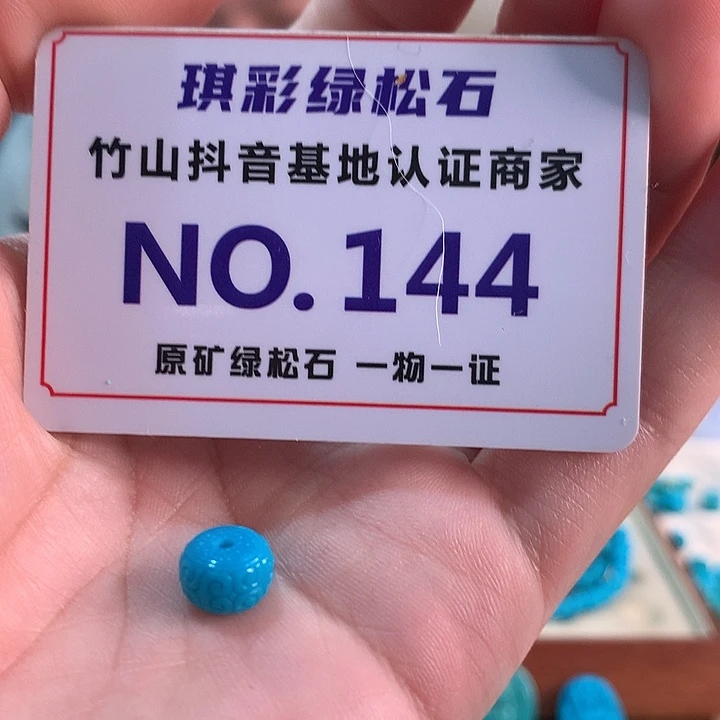 琪彩绿松石
竹山抖音基地认证商家
NO.144
原矿绿松石 一物一证